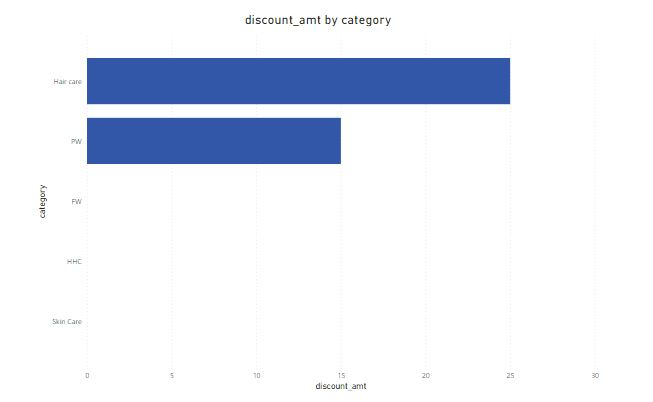 discount_amt by category
Hair care
PW
FW
HHC
Skin Care
category
0 5 10 15 20 25 30
discount_amt